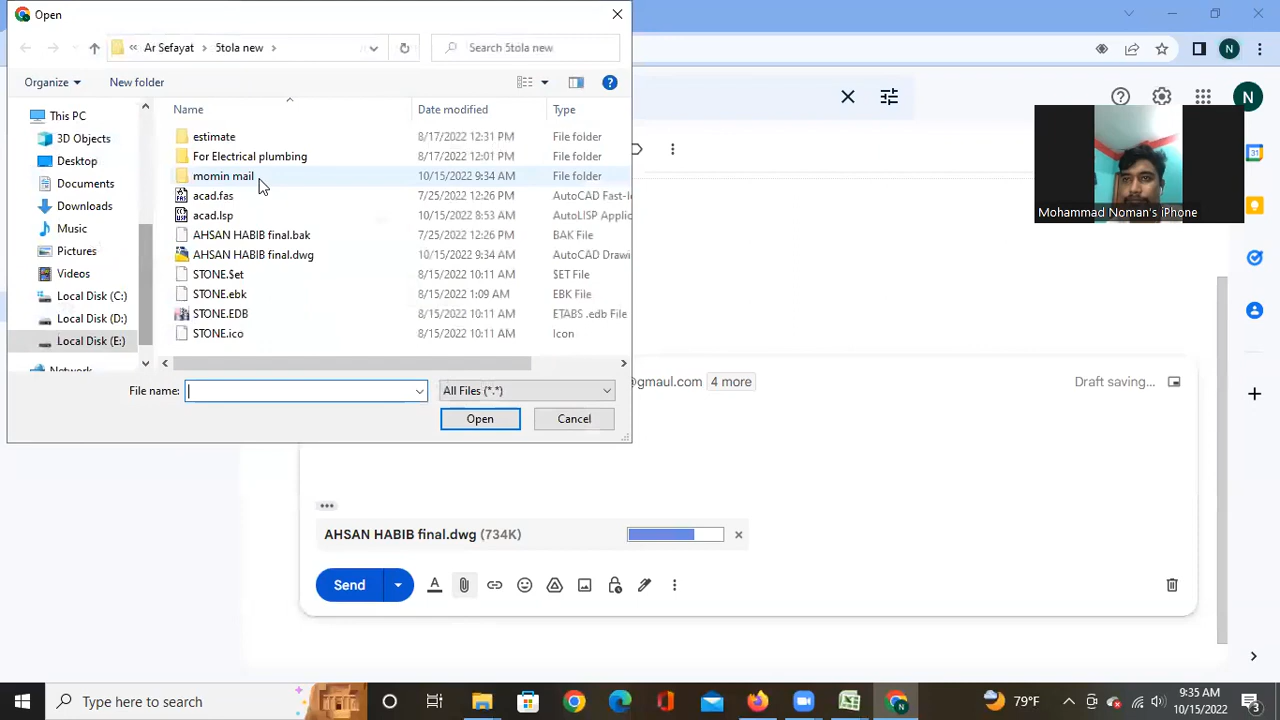 Open
Ar Sefayat
5tola new
Search 5tola new
Organize
New folder
Name
Date modified
Type
This PC
3D Objects
Desktop
Documents
Downloads
Music
Pictures
Videos
Local Disk (C:)
Local Disk (D:)
Local Disk (E:)
Network
estimate 8/17/2022 12:31 PM File folder
For Electrical plumbing 8/17/2022 12:01 PM File folder
momin mail 10/15/2022 9:34 AM File folder
acad.fas 7/25/2022 12:26 PM AutoCAD Fast-l
acad.lsp 10/15/2022 8:53 AM AutoLISP Applic
AHSAN HABIB final.bak 7/25/2022 12:26 PM BAK File
AHSAN HABIB final.dwg 10/15/2022 9:34 AM AutoCAD Drawi
STONE.$et 8/15/2022 10:11 AM $ET File
STONE.ebk 8/15/2022 1:09 AM EBK File
STONE.EDB 8/15/2022 10:11 AM ETABS .edb File
STONE.ico 8/15/2022 10:11 AM Icon
File name:
All Files (*.*)
Open
Cancel
N
N
Mohammad Noman's iPhone
31
@gmaul.com 4 more
Draft saving...
AHSAN HABIB final.dwg (734K)
Send
Type here to search
79°F
9:35 AM
10/15/2022
3